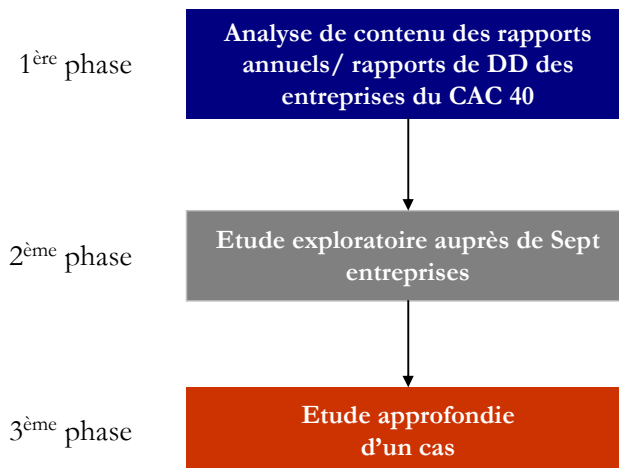 Analyse de contenu des rapports
1ère phase
annuels/ rapports de DD des
entreprises du CAC 40
2ème phase
Etude exploratoire auprès de Sept
entreprises
3ème phase
Etude approfondie
d'un cas